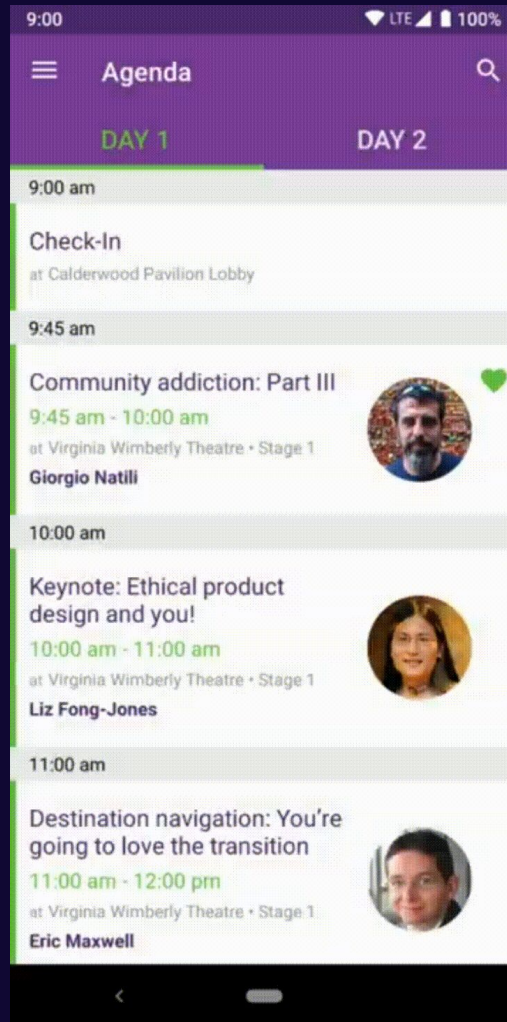 9:00
LTE 100%
Agenda
DAY 1 DAY 2
9:00 am
Check-In
at Calderwood Pavilion Lobby
9:45 am
Community addiction: Part III
9:45 am - 10:00 am
at Virginia Wimberly Theatre • Stage 1
Giorgio Natili
10:00 am
Keynote: Ethical product
design and you!
10:00 am - 11:00 am
at Virginia Wimberly Theatre • Stage 1
Liz Fong-Jones
11:00 am
Destination navigation: You're
going to love the transition
11:00 am - 12:00 pm
at Virginia Wimberly Theatre • Stage 1
Eric Maxwell